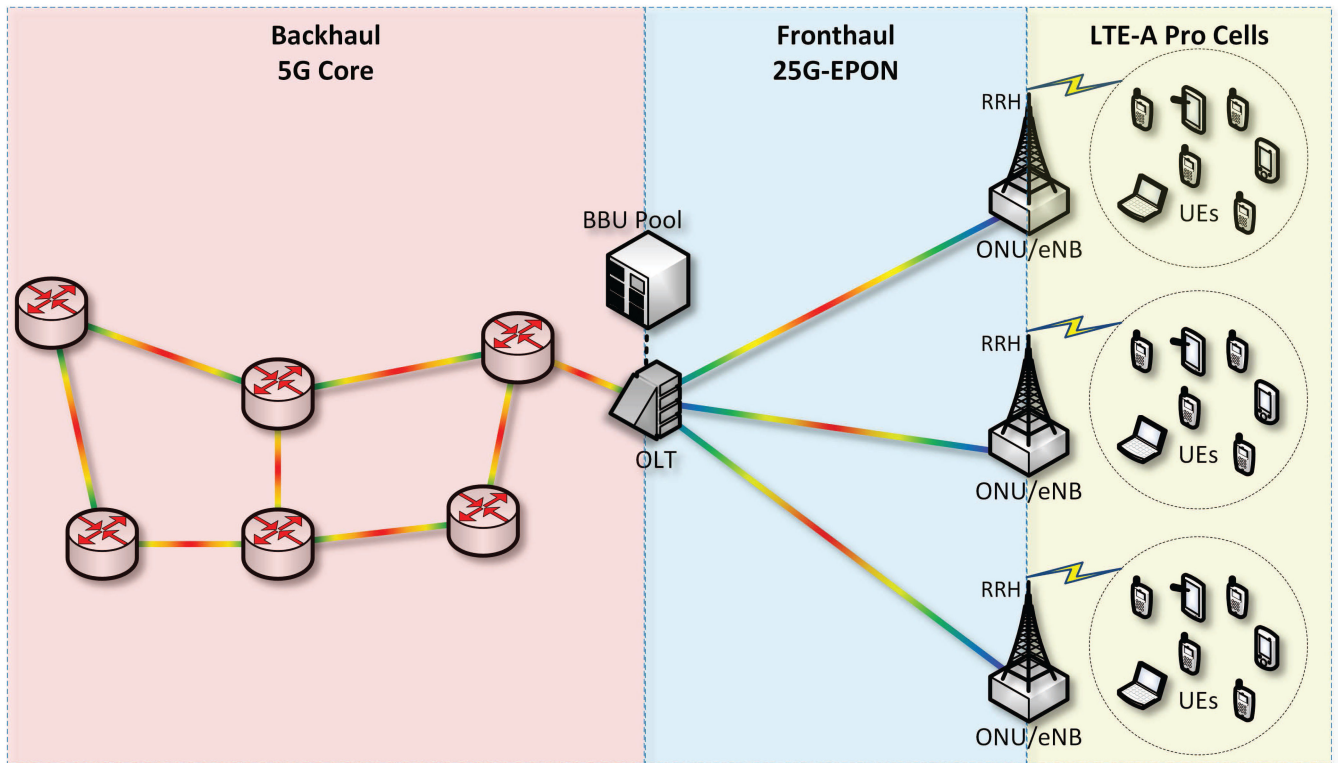 Backhaul
5G Core
Fronthaul
25G-EPON
LTE-A Pro Cells
RRH
UEs
ONU/eNB
BBU Pool
OLT
RRH
UEs
ONU/eNB
RRH
UEs
ONU/eNB